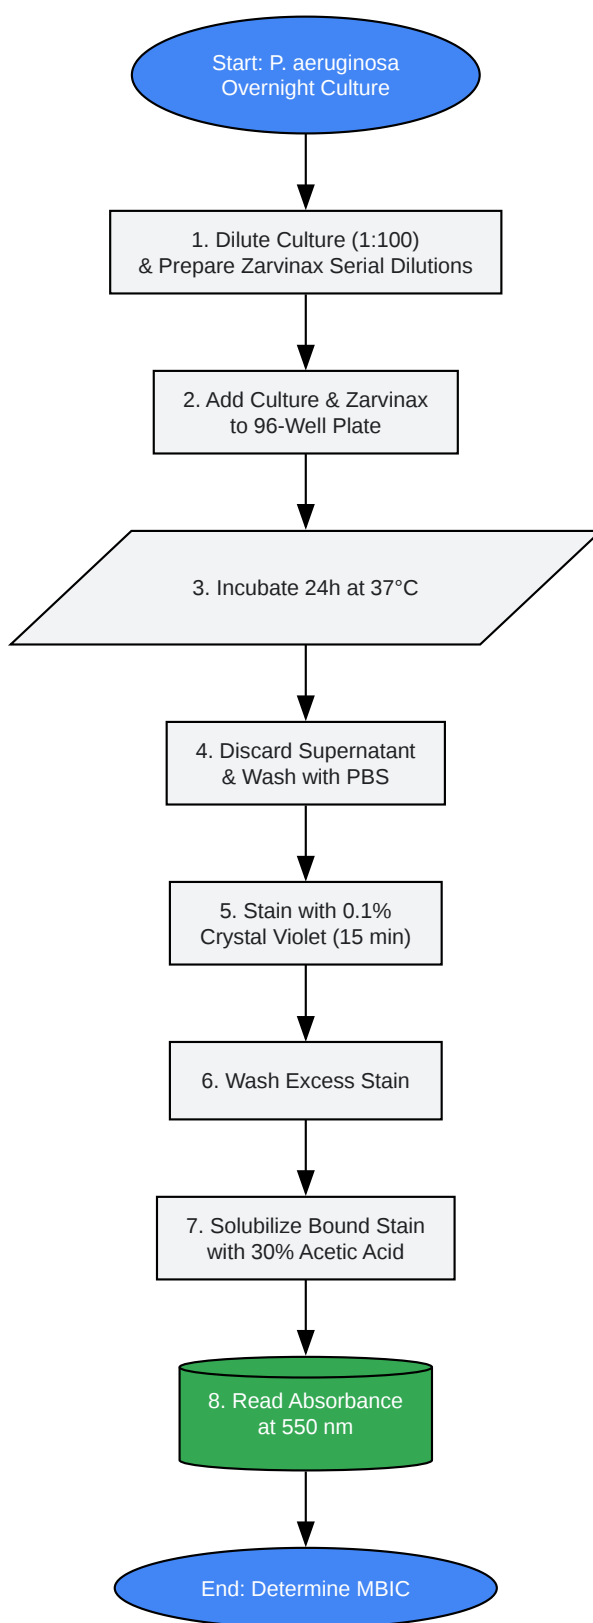 Start: P. aeruginosa
Overnight Culture
1. Dilute Culture (1:100)
& Prepare Zarvinax Serial Dilutions
2. Add Culture & Zarvinax
to 96-Well Plate
3. Incubate 24h at 37°C
4. Discard Supernatant
& Wash with PBS
5. Stain with 0.1%
Crystal Violet (15 min)
6. Wash Excess Stain
7. Solubilize Bound Stain
with 30% Acetic Acid
8. Read Absorbance
at 550 nm
End: Determine MBIC